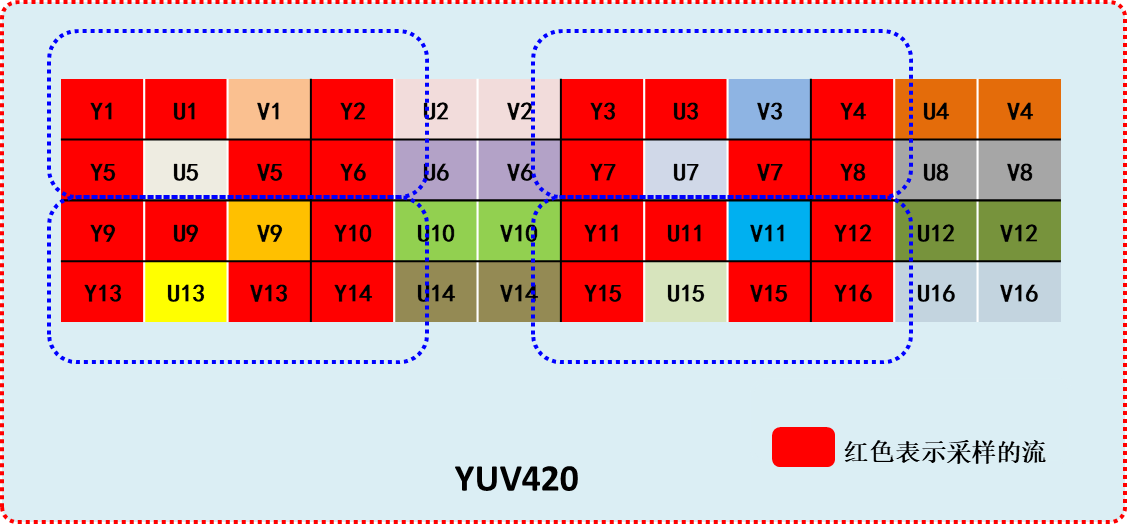 Y1 U1 V1 Y2 U2 V2 Y3 U3 V3 Y4 U4 V4
Y5 U5 V5 Y6 U6 V6 Y7 U7 V7 Y8 U8 V8
Y9 U9 V9 Y10 U10 V10 Y11 U11 V11 Y12 U12 V12
Y13 U13 V13 Y14 U14 V14 Y15 U15 V15 Y16 U16 V16
红色表示采样的流
YUV420